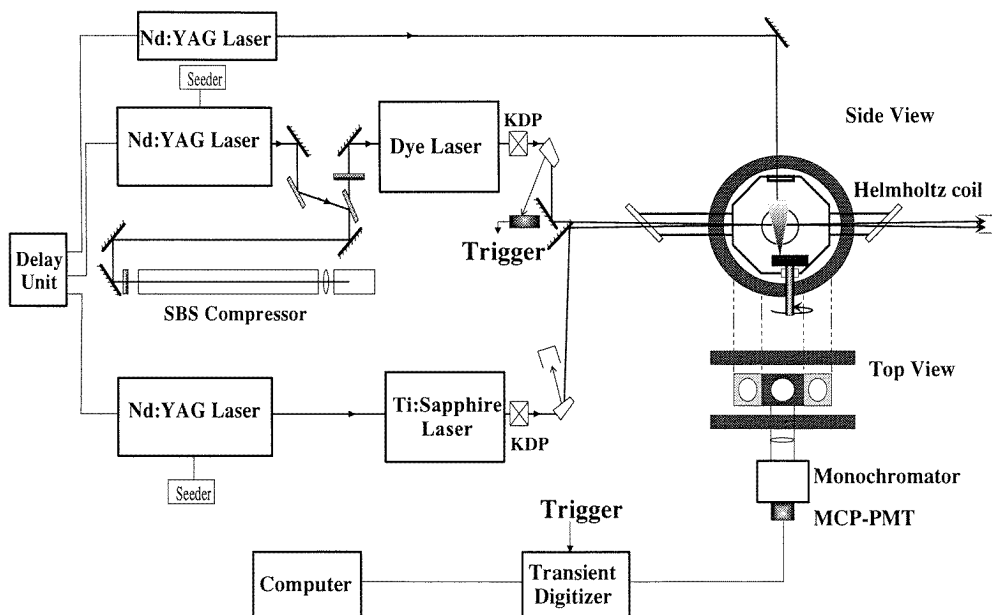 Nd:YAG Laser
Seeder
Nd:YAG Laser
Dye Laser
KDP
Side View
Helmholtz coil
Trigger
Delay
Unit
SBS Compressor
Top View
Nd:YAG Laser
Ti:Sapphire
Laser
KDP
Seeder
Monochromator
MCP-PMT
Trigger
Computer
Transient
Digitizer